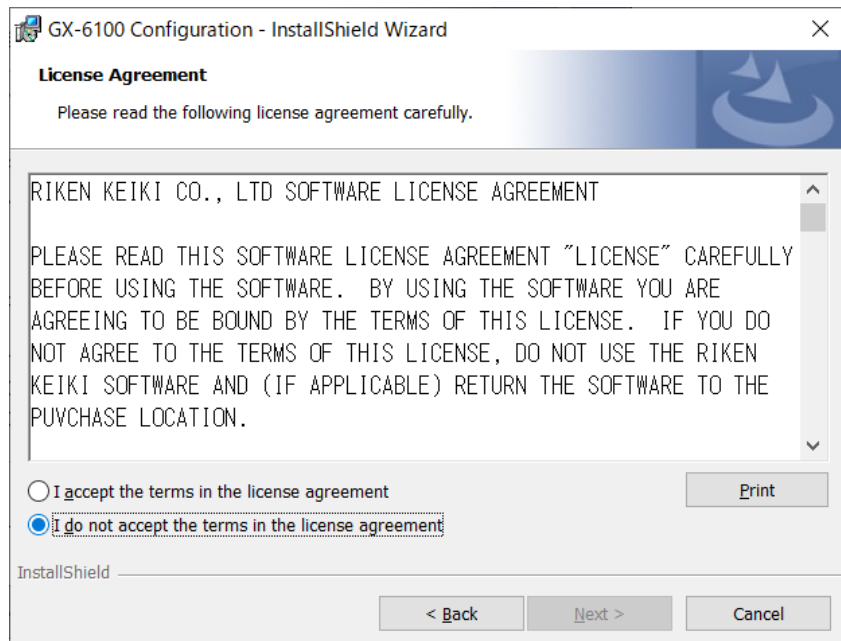 GX-6100 Configuration - InstallShield Wizard
License Agreement
Please read the following license agreement carefully.
RIKEN KEIKI CO., LTD SOFTWARE LICENSE AGREEMENT
PLEASE READ THIS SOFTWARE LICENSE AGREEMENT "LICENSE" CAREFULLY
BEFORE USING THE SOFTWARE.  BY USING THE SOFTWARE YOU ARE
AGREEING TO BE BOUND BY THE TERMS OF THIS LICENSE.  IF YOU DO
NOT AGREE TO THE TERMS OF THIS LICENSE, DO NOT USE THE RIKEN
KEIKI SOFTWARE AND (IF APPLICABLE) RETURN THE SOFTWARE TO THE
PUVCHASE LOCATION.
I accept the terms in the license agreement
Print
I do not accept the terms in the license agreement
InstallShield
< Back
Next >
Cancel